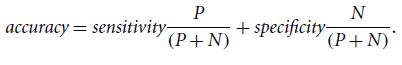 accuracy = sensitivity P/(P+N) + specificity N/(P+N).